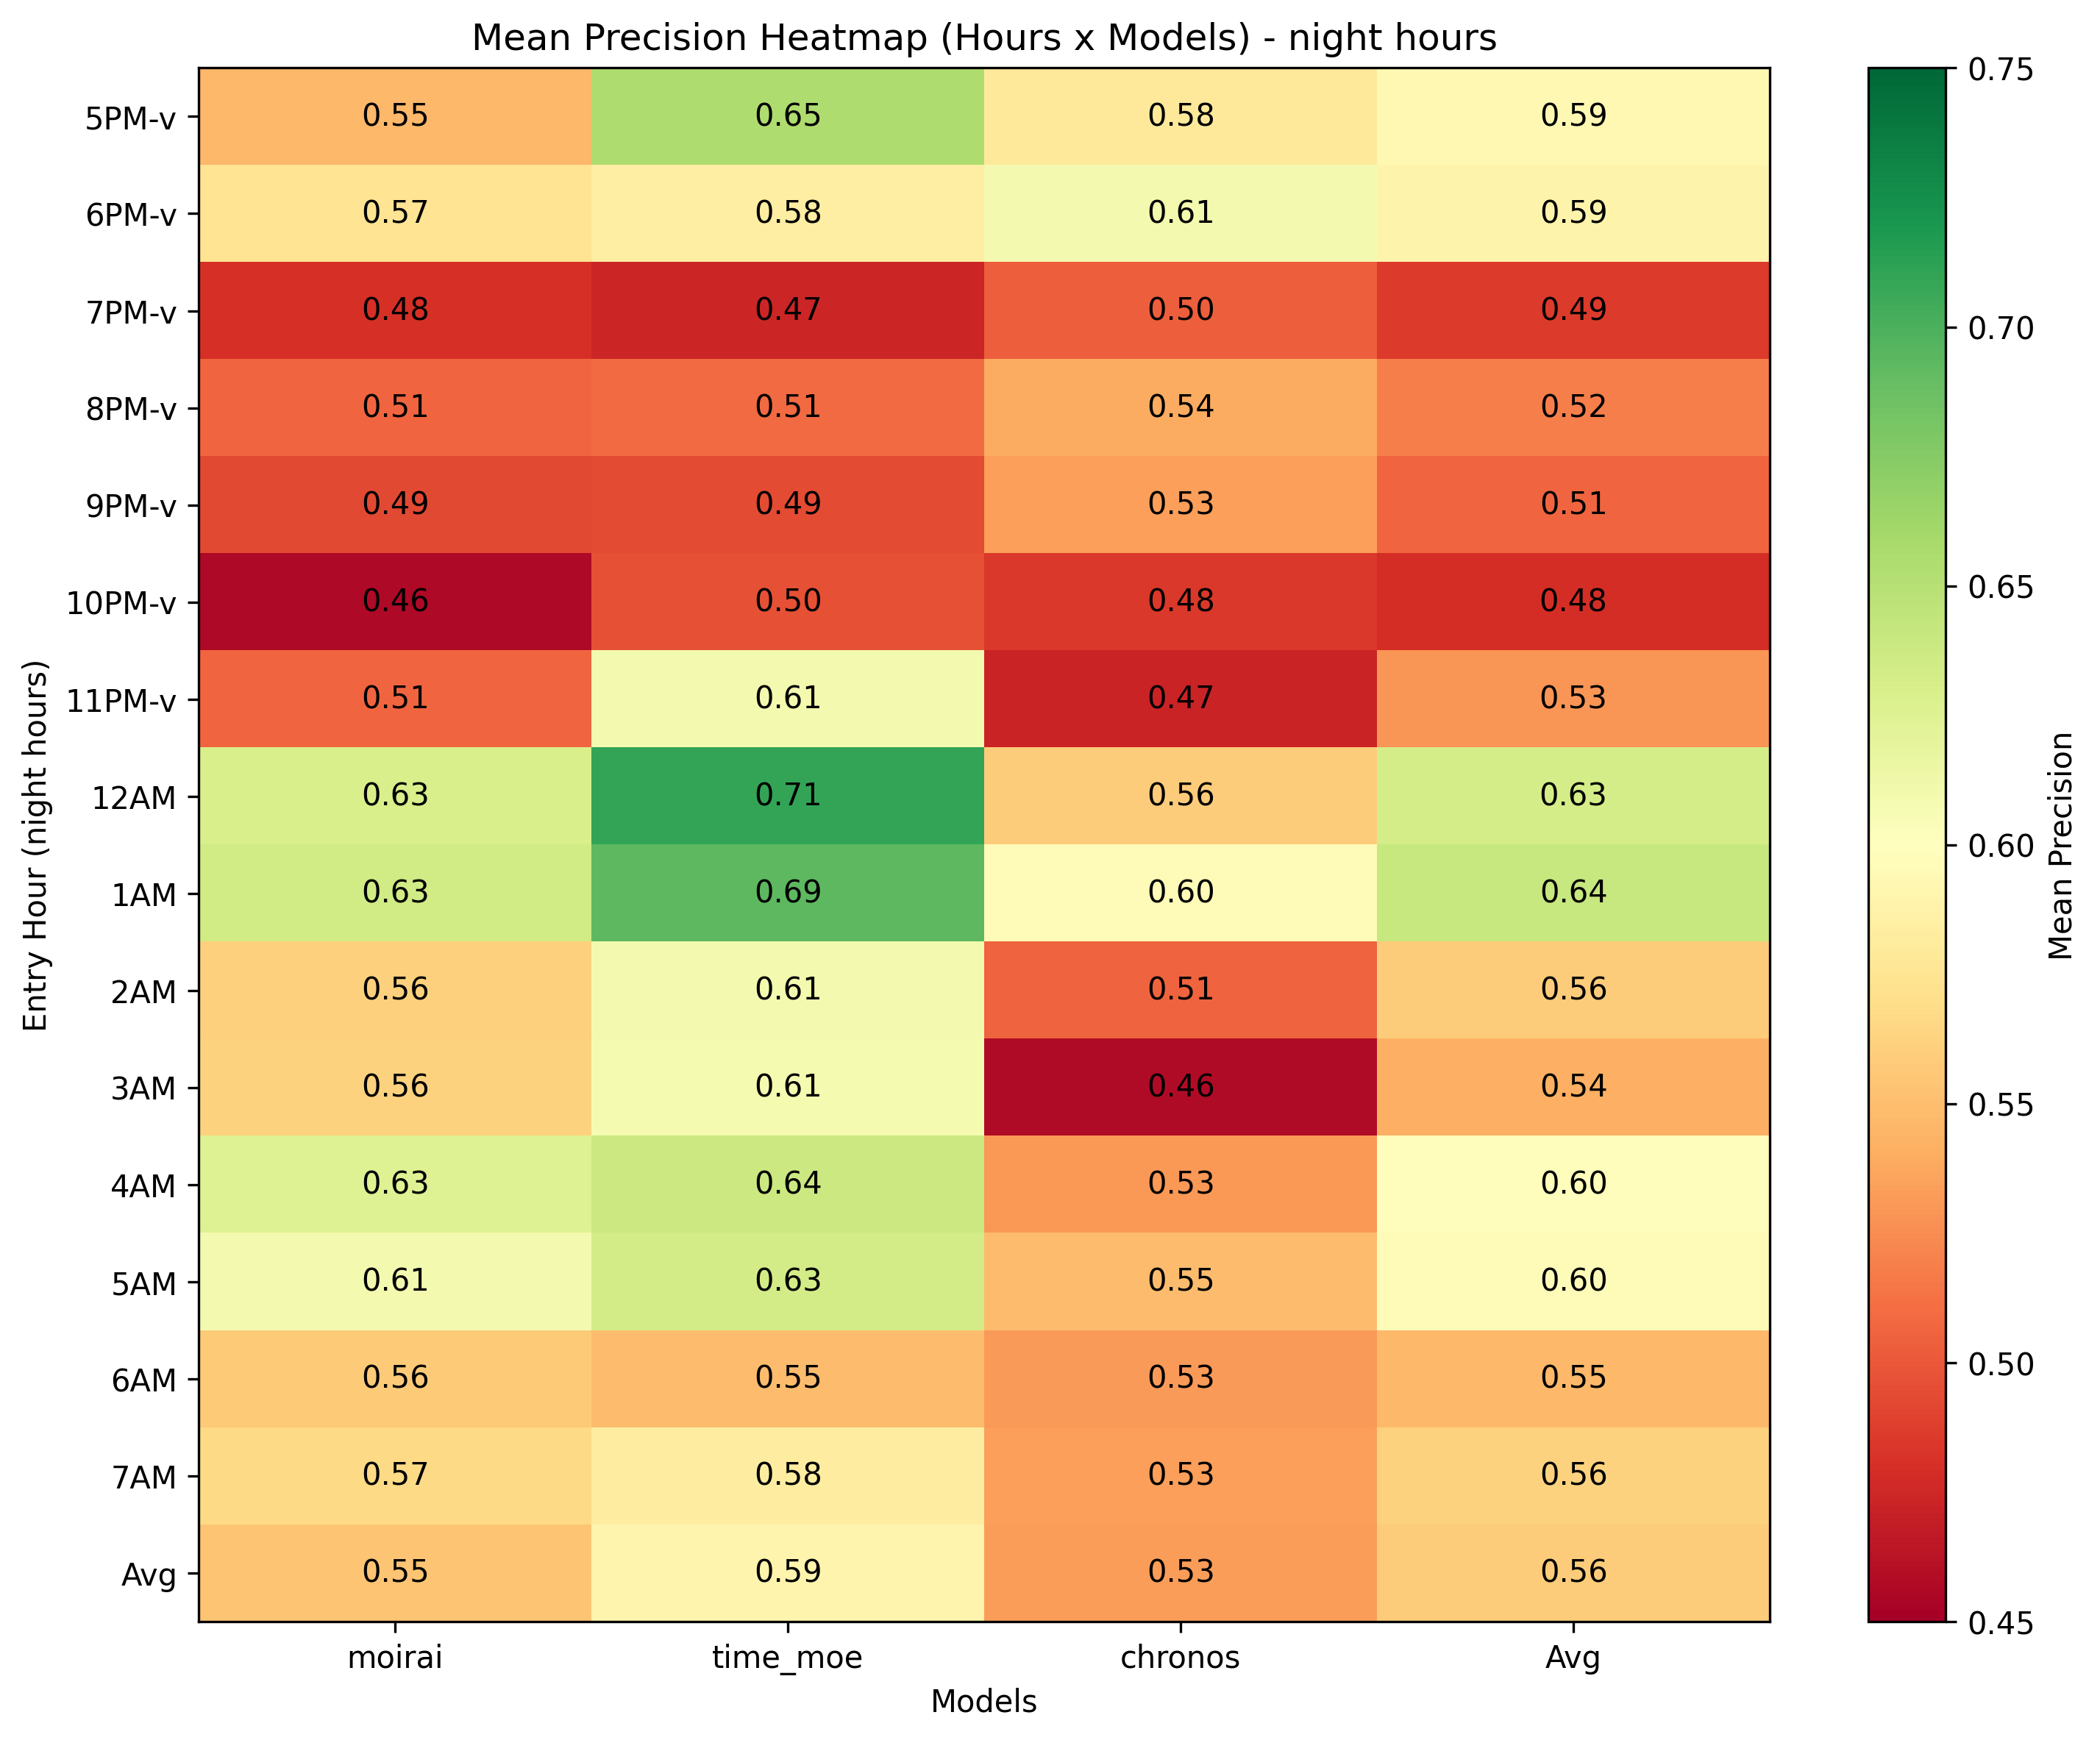 Mean Precision Heatmap (Hours x Models) - night hours
5PM-v 0.55 0.65 0.58 0.59
6PM-v 0.57 0.58 0.61 0.59
7PM-v 0.48 0.47 0.50 0.49
8PM-v 0.51 0.51 0.54 0.52
9PM-v 0.49 0.49 0.53 0.51
10PM-v 0.46 0.50 0.48 0.48
11PM-v 0.51 0.61 0.47 0.53
12AM 0.63 0.71 0.56 0.63
1AM 0.63 0.69 0.60 0.64
2AM 0.56 0.61 0.51 0.56
3AM 0.56 0.61 0.46 0.54
4AM 0.63 0.64 0.53 0.60
5AM 0.61 0.63 0.55 0.60
6AM 0.56 0.55 0.53 0.55
7AM 0.57 0.58 0.53 0.56
Avg 0.55 0.59 0.53 0.56
moirai time_moe chronos Avg
Models
Entry Hour (night hours)
0.75
0.70
0.65
0.60
0.55
0.50
0.45
Mean Precision